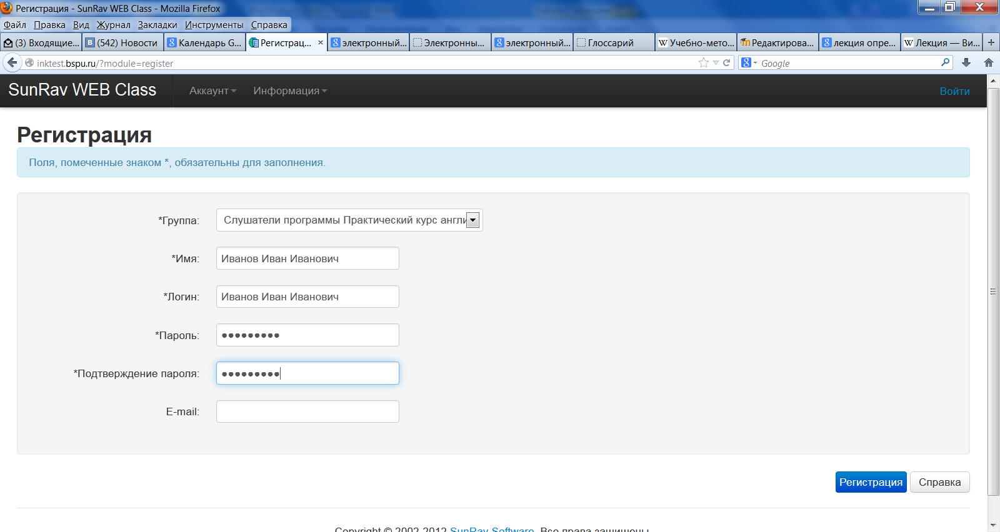 Регистрация - SunRav WEB Class - Mozilla Firefox
Файл Правка Вид Журнал Закладки Инструменты Справка
(3) Входящие... (542) Новости Календарь G... Регистрац... × электронный... Электронны... электронный... Глоссарий Учебно-мето... Редактирова... лекция опре... Лекция — Ви... +
inktest.bspu.ru/?module=register Google
SunRav WEB Class Аккаунт Информация Войти
Регистрация
Поля, помеченные знаком *, обязательны для заполнения.
*Группа: Слушатели программы Практический курс англи
*Имя: Иванов Иван Иванович
*Логин: Иванов Иван Иванович
*Пароль: ●●●●●●●●●
*Подтверждение пароля: ●●●●●●●●●
E-mail:
Регистрация Справка
Copyright © 2002-2012 SunRav Software. Все права защищены